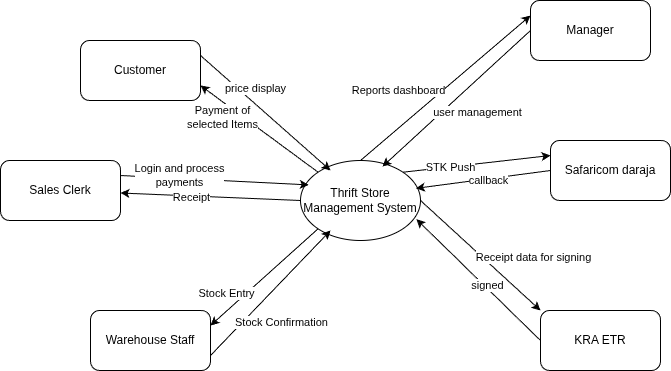 Manager
Customer
price display
Reports dashboard
Payment of
selected Items
user management
Login and process
payments
STK Push
Safaricom daraja
callback
Sales Clerk
Receipt
Thrift Store
Management System
Receipt data for signing
signed
Stock Entry
Stock Confirmation
Warehouse Staff
KRA ETR